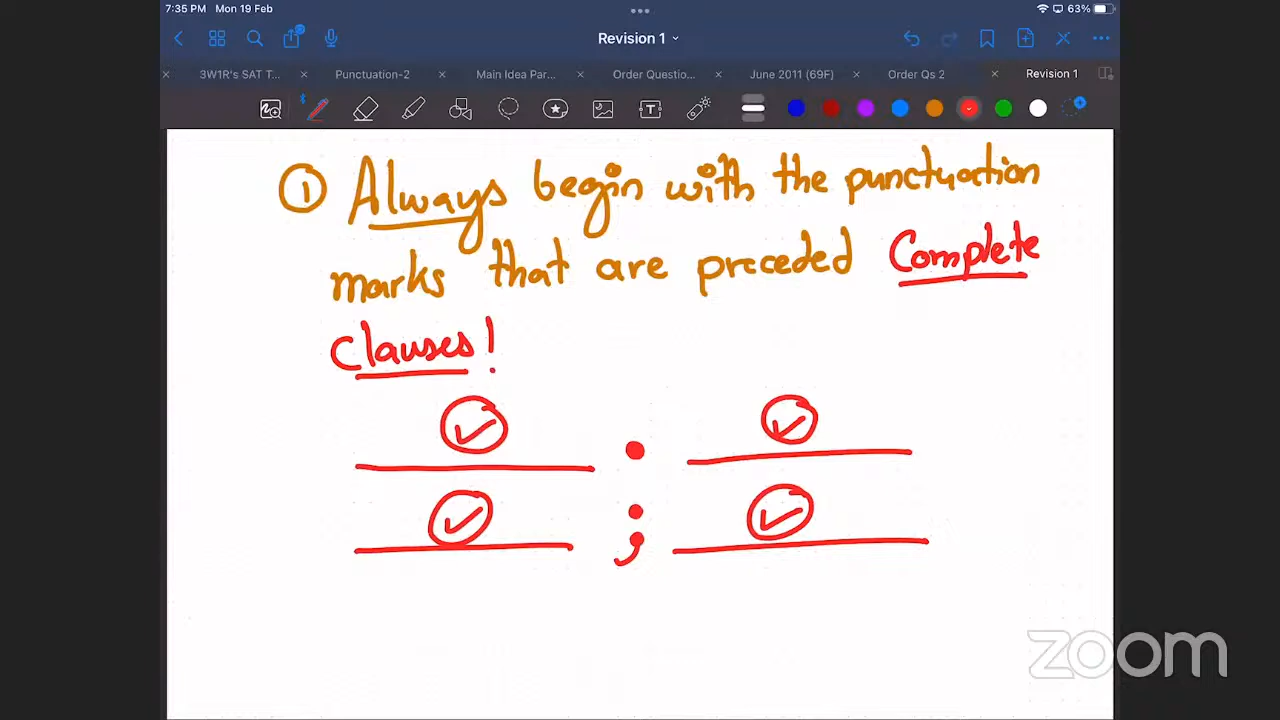 7:35 PM Mon 19 Feb
63%
Revision 1
3W1R's SAT T...
Punctuation-2
Main Idea Par...
Order Questio...
June 2011 (69F)
Order Qs 2
Revision 1
① Always begin with the punctuation
marks that are preceded Complete
Clauses!
✓ . ✓
✓ ; ✓
zoom